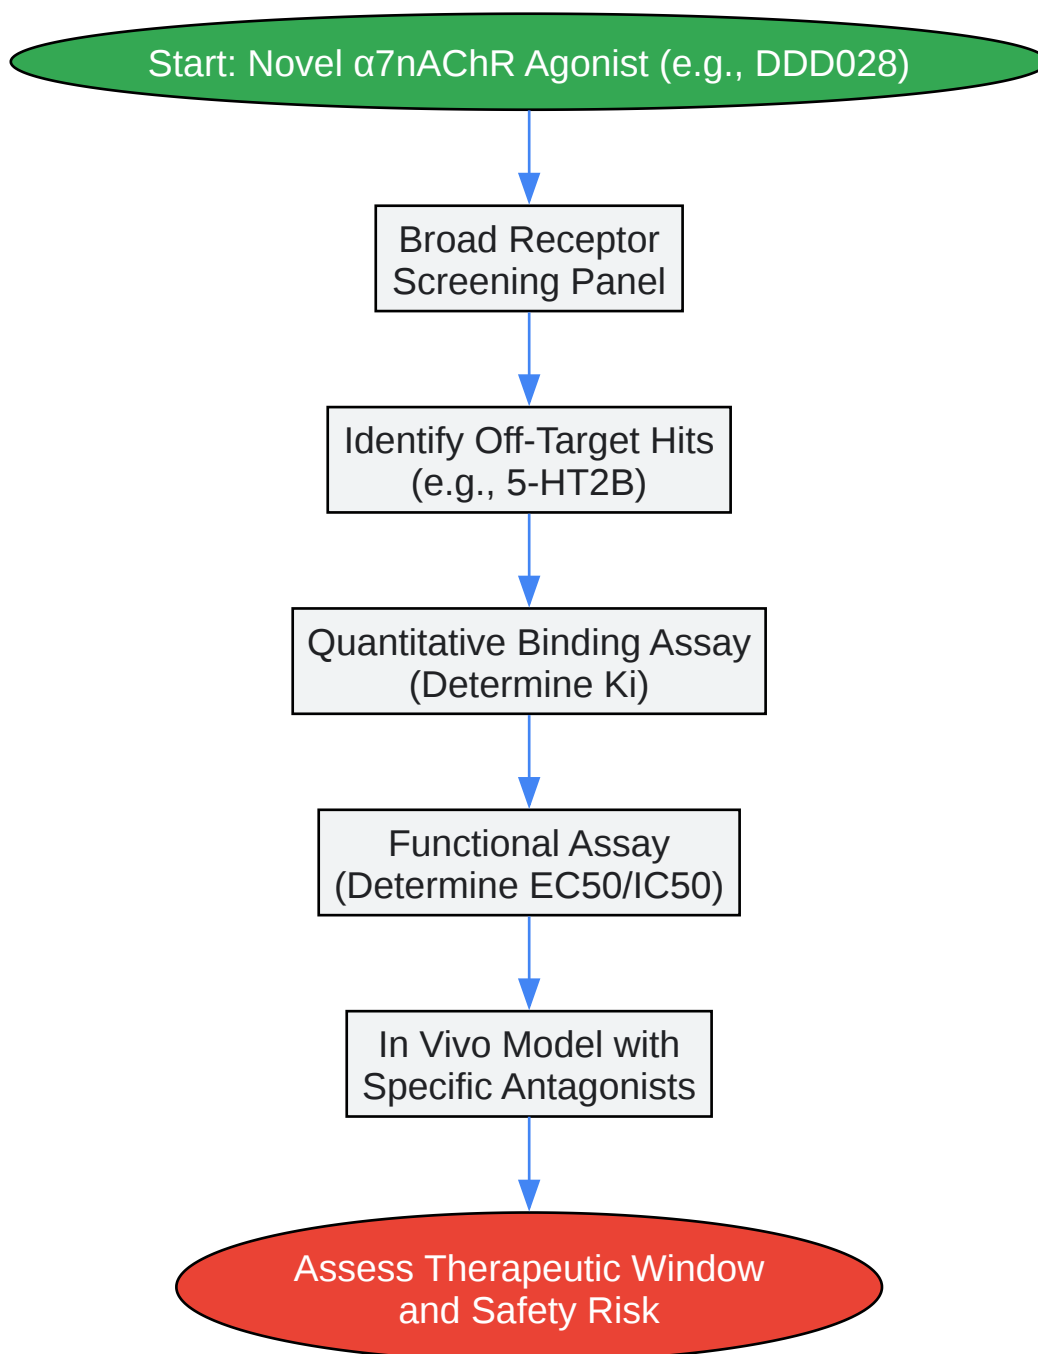 Start: Novel α7nAChR Agonist (e.g., DDD028)
Broad Receptor
Screening Panel
Identify Off-Target Hits
(e.g., 5-HT2B)
Quantitative Binding Assay
(Determine Ki)
Functional Assay
(Determine EC50/IC50)
In Vivo Model with
Specific Antagonists
Assess Therapeutic Window
and Safety Risk